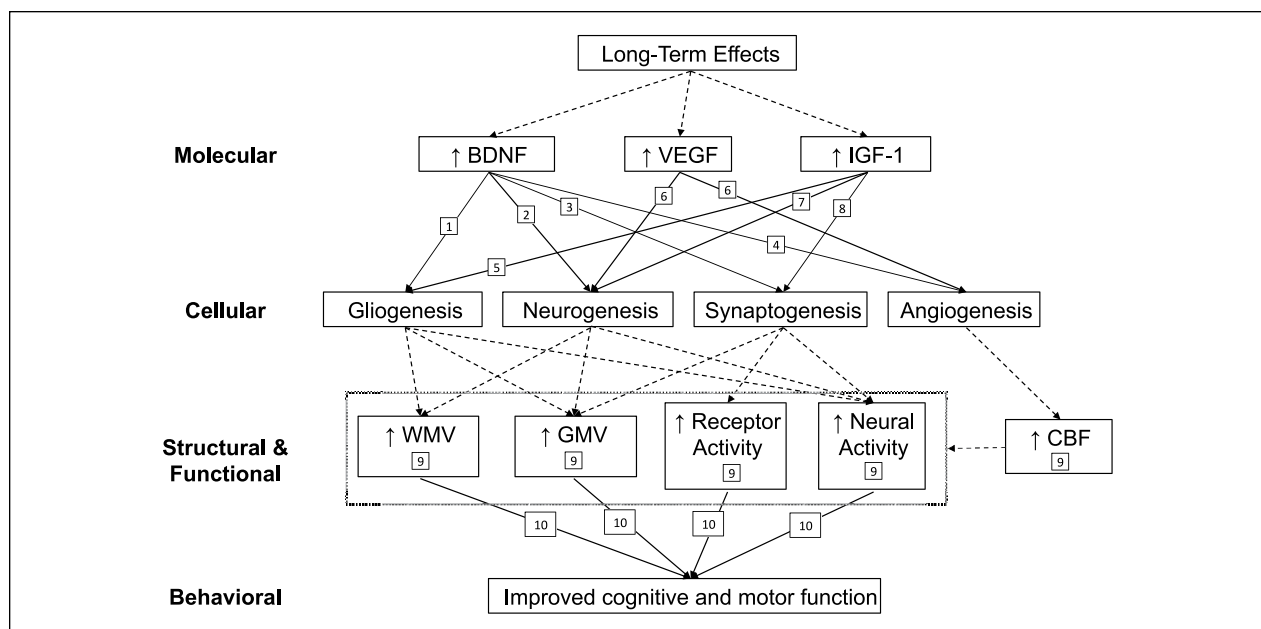 Long-Term Effects
Molecular
↑ BDNF
↑ VEGF
↑ IGF-1
1
2
3
6
6
7
8
4
5
Cellular
Gliogenesis
Neurogenesis
Synaptogenesis
Angiogenesis
Structural &
Functional
↑ WMV
9
↑ GMV
9
↑ Receptor
Activity
9
↑ Neural
Activity
9
↑ CBF
9
10
10
10
10
Behavioral
Improved cognitive and motor function